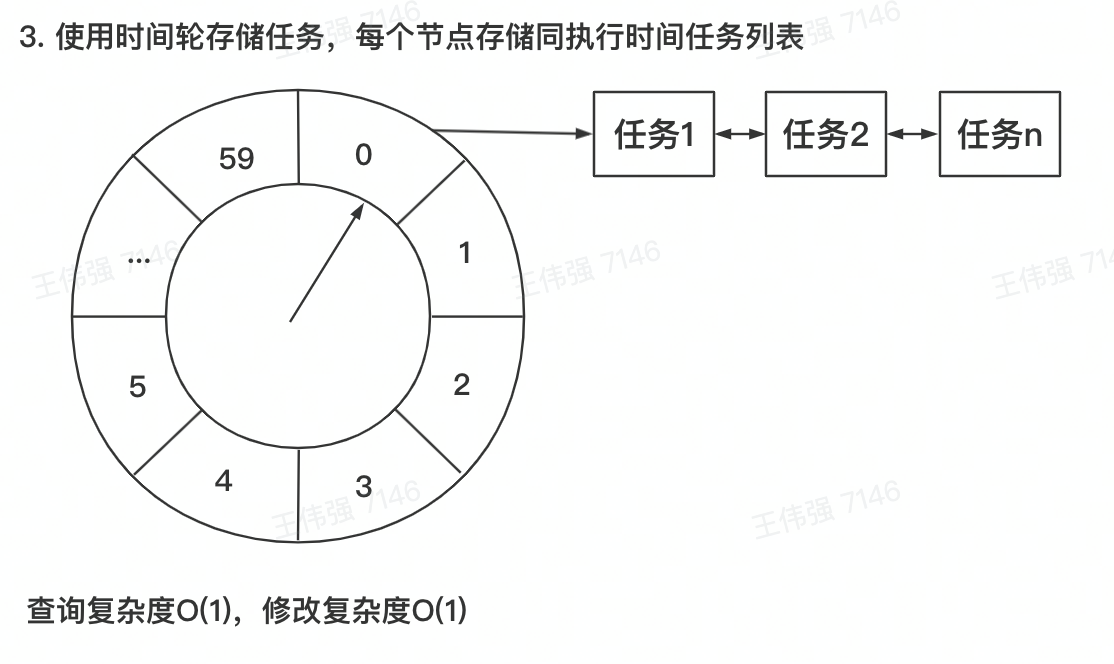 3. 使用时间轮存储任务，每个节点存储同执行时间任务列表
59
0
任务1
任务2
任务n
...
1
5
2
4
3
查询复杂度O(1)，修改复杂度O(1)
王伟强 7146
王伟强 7146
王伟强 7146
王伟强 7146
王伟强 7146
王伟强 7146
王伟强 7146